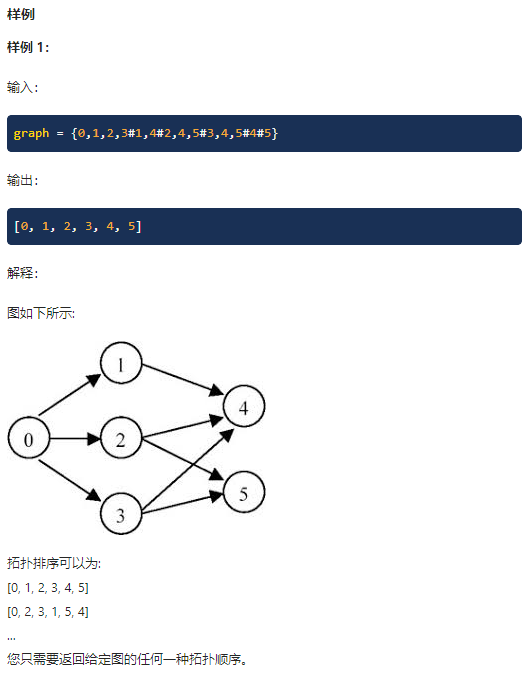 样例
样例 1：
输入：
graph = {0,1,2,3#1,4#2,4,5#3,4,5#4#5}
输出：
[0, 1, 2, 3, 4, 5]
解释：
图如下所示:
1
4
0
2
5
3
拓扑排序可以为:
[0, 1, 2, 3, 4, 5]
[0, 2, 3, 1, 5, 4]
...
您只需要返回给定图的任何一种拓扑顺序。